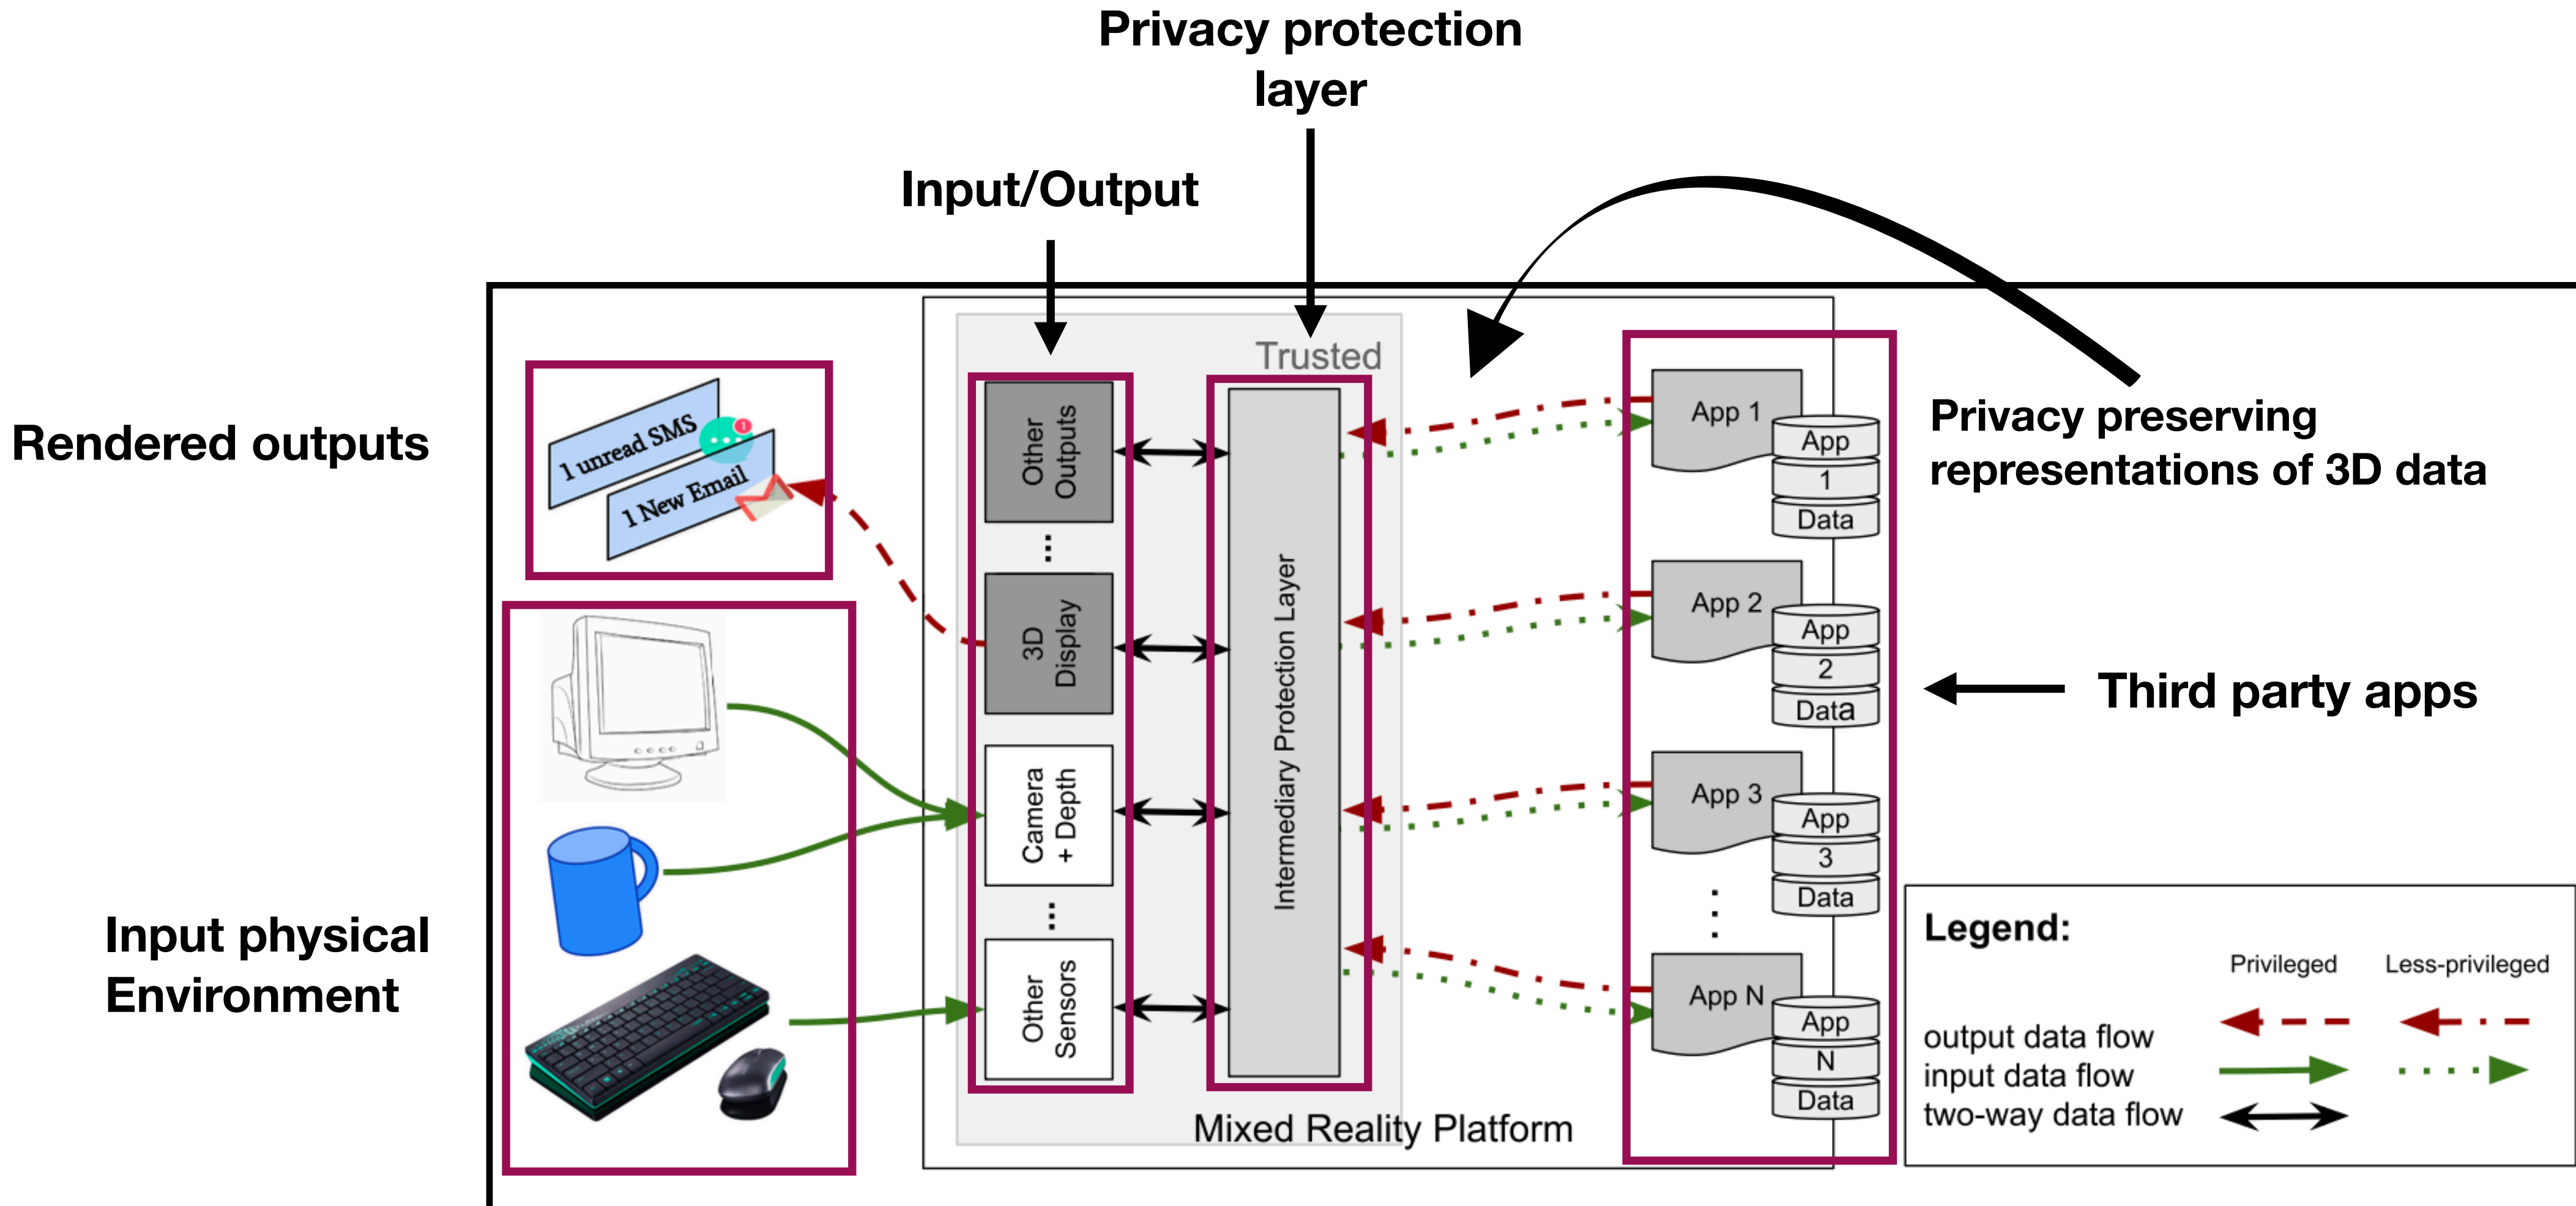 Privacy protection
layer
Input/Output
Trusted
Rendered outputs
1 unread SMS
1
1 New Email
Other
Outputs
...
3D
Display
Camera
+ Depth
...
Other
Sensors
Intermediary Protection Layer
Mixed Reality Platform
App 1
App
1
Data
App 2
App
2
Data
App 3
App
3
Data
App N
App
N
Data
Privacy preserving
representations of 3D data
Third party apps
Input physical
Environment
Legend:
Privileged Less-privileged
output data flow
input data flow
two-way data flow